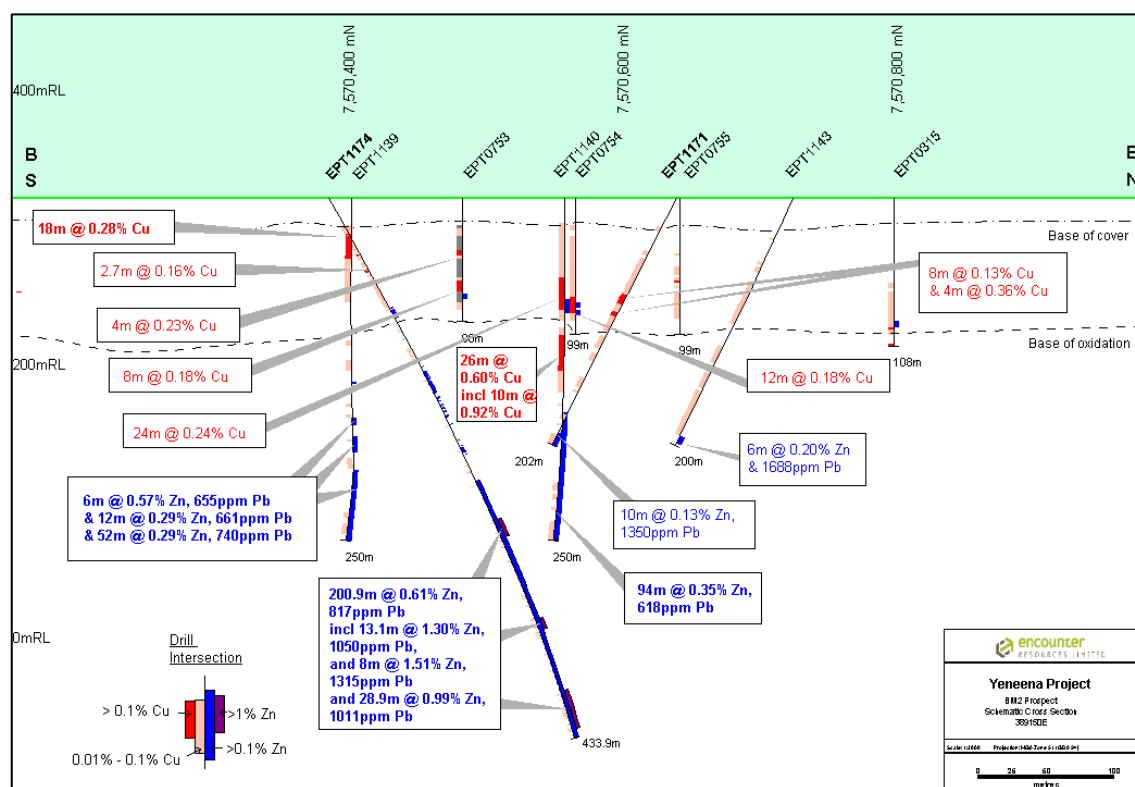 7,570,400 mN
7,570,600 mN
7,570,800 mN
400mRL
B
S
EPT1174
EPT1139
EPT0753
EPT1140
EPT0754
EPT1171
EPT0755
EPT1143
EPT0315
N
Base of cover
18m @ 0.28% Cu
2.7m @ 0.16% Cu
8m @ 0.13% Cu
& 4m @ 0.36% Cu
4m @ 0.23% Cu
Base of oxidation
99m
99m
108m
200mRL
8m @ 0.18% Cu
26m @
0.60% Cu
incl 10m @
0.92% Cu
12m @ 0.18% Cu
24m @ 0.24% Cu
202m
200m
6m @ 0.20% Zn
& 1688ppm Pb
6m @ 0.57% Zn, 655ppm Pb
& 12m @ 0.29% Zn, 661ppm Pb
& 52m @ 0.29% Zn, 740ppm Pb
10m @ 0.13% Zn,
1350ppm Pb
250m
250m
94m @ 0.35% Zn,
618ppm Pb
200.9m @ 0.61% Zn,
817ppm Pb
incl 13.1m @ 1.30% Zn,
1050ppm Pb,
and 8m @ 1.51% Zn,
1315ppm Pb
and 28.9m @ 0.99% Zn,
1011ppm Pb
433.9m
0mRL
Drill
Intersection
> 0.1% Cu
>1% Zn
0.01% - 0.1% Cu
>0.1% Zn
encounter
RESOURCES LIMITED
Yeneena Project
BM2 Prospect
Schematic Cross Section
389150E
0
100
metres